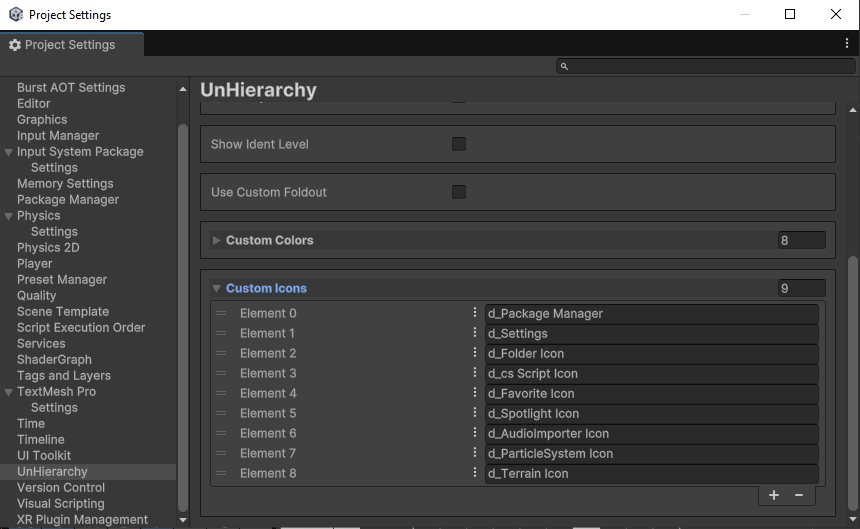 Project Settings
Project Settings
Burst AOT Settings
Editor
Graphics
Input Manager
Input System Package
Settings
Memory Settings
Package Manager
Physics
Settings
Physics 2D
Player
Preset Manager
Quality
Scene Template
Script Execution Order
Services
ShaderGraph
Tags and Layers
TextMesh Pro
Settings
Time
Timeline
UI Toolkit
UnHierarchy
Version Control
Visual Scripting
XR Plugin Management
UnHierarchy
Show Ident Level
Use Custom Foldout
Custom Colors 8
Custom Icons 9
Element 0 d_Package Manager
Element 1 d_Settings
Element 2 d_Folder Icon
Element 3 d_cs Script Icon
Element 4 d_Favorite Icon
Element 5 d_Spotlight Icon
Element 6 d_AudioImporter Icon
Element 7 d_ParticleSystem Icon
Element 8 d_Terrain Icon
+ −